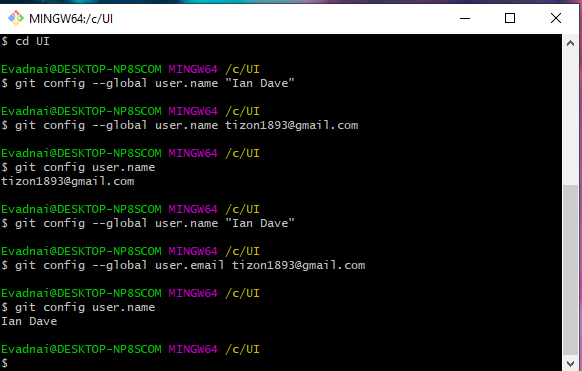 MINGW64:/c/UI
$ cd UI
Evadnai@DESKTOP-NP8SCOM MINGW64 /c/UI
$ git config --global user.name "Ian Dave"
Evadnai@DESKTOP-NP8SCOM MINGW64 /c/UI
$ git config --global user.name tizon1893@gmail.com
Evadnai@DESKTOP-NP8SCOM MINGW64 /c/UI
$ git config user.name
tizon1893@gmail.com
Evadnai@DESKTOP-NP8SCOM MINGW64 /c/UI
$ git config --global user.name "Ian Dave"
Evadnai@DESKTOP-NP8SCOM MINGW64 /c/UI
$ git config --global user.email tizon1893@gmail.com
Evadnai@DESKTOP-NP8SCOM MINGW64 /c/UI
$ git config user.name
Ian Dave
Evadnai@DESKTOP-NP8SCOM MINGW64 /c/UI
$